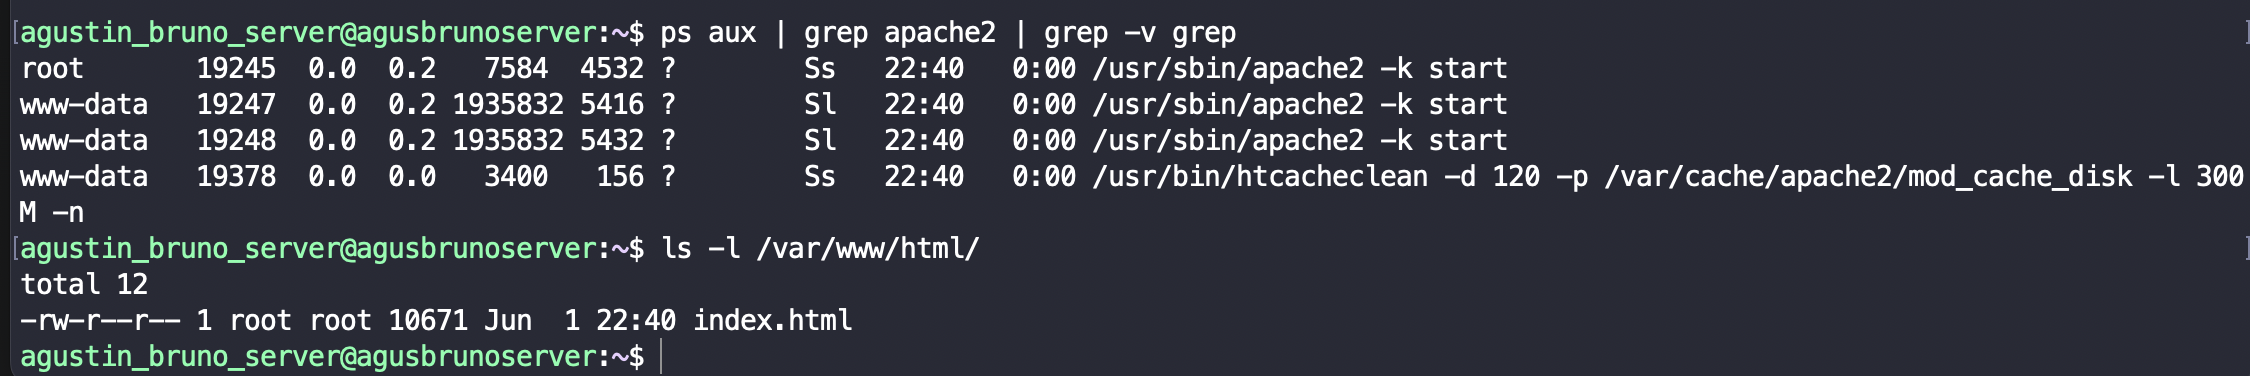 [agustin_bruno_server@agusbrunoserver:~$ ps aux | grep apache2 | grep -v grep ]
root       19245  0.0  0.2   7584  4532 ?        Ss   22:40   0:00 /usr/sbin/apache2 -k start
www-data   19247  0.0  0.2 1935832 5416 ?        Sl   22:40   0:00 /usr/sbin/apache2 -k start
www-data   19248  0.0  0.2 1935832 5432 ?        Sl   22:40   0:00 /usr/sbin/apache2 -k start
www-data   19378  0.0  0.0   3400   156 ?        Ss   22:40   0:00 /usr/bin/htcacheclean -d 120 -p /var/cache/apache2/mod_cache_disk -l 300
M -n
[agustin_bruno_server@agusbrunoserver:~$ ls -l /var/www/html/ ]
total 12
-rw-r--r-- 1 root root 10671 Jun  1 22:40 index.html
agustin_bruno_server@agusbrunoserver:~$